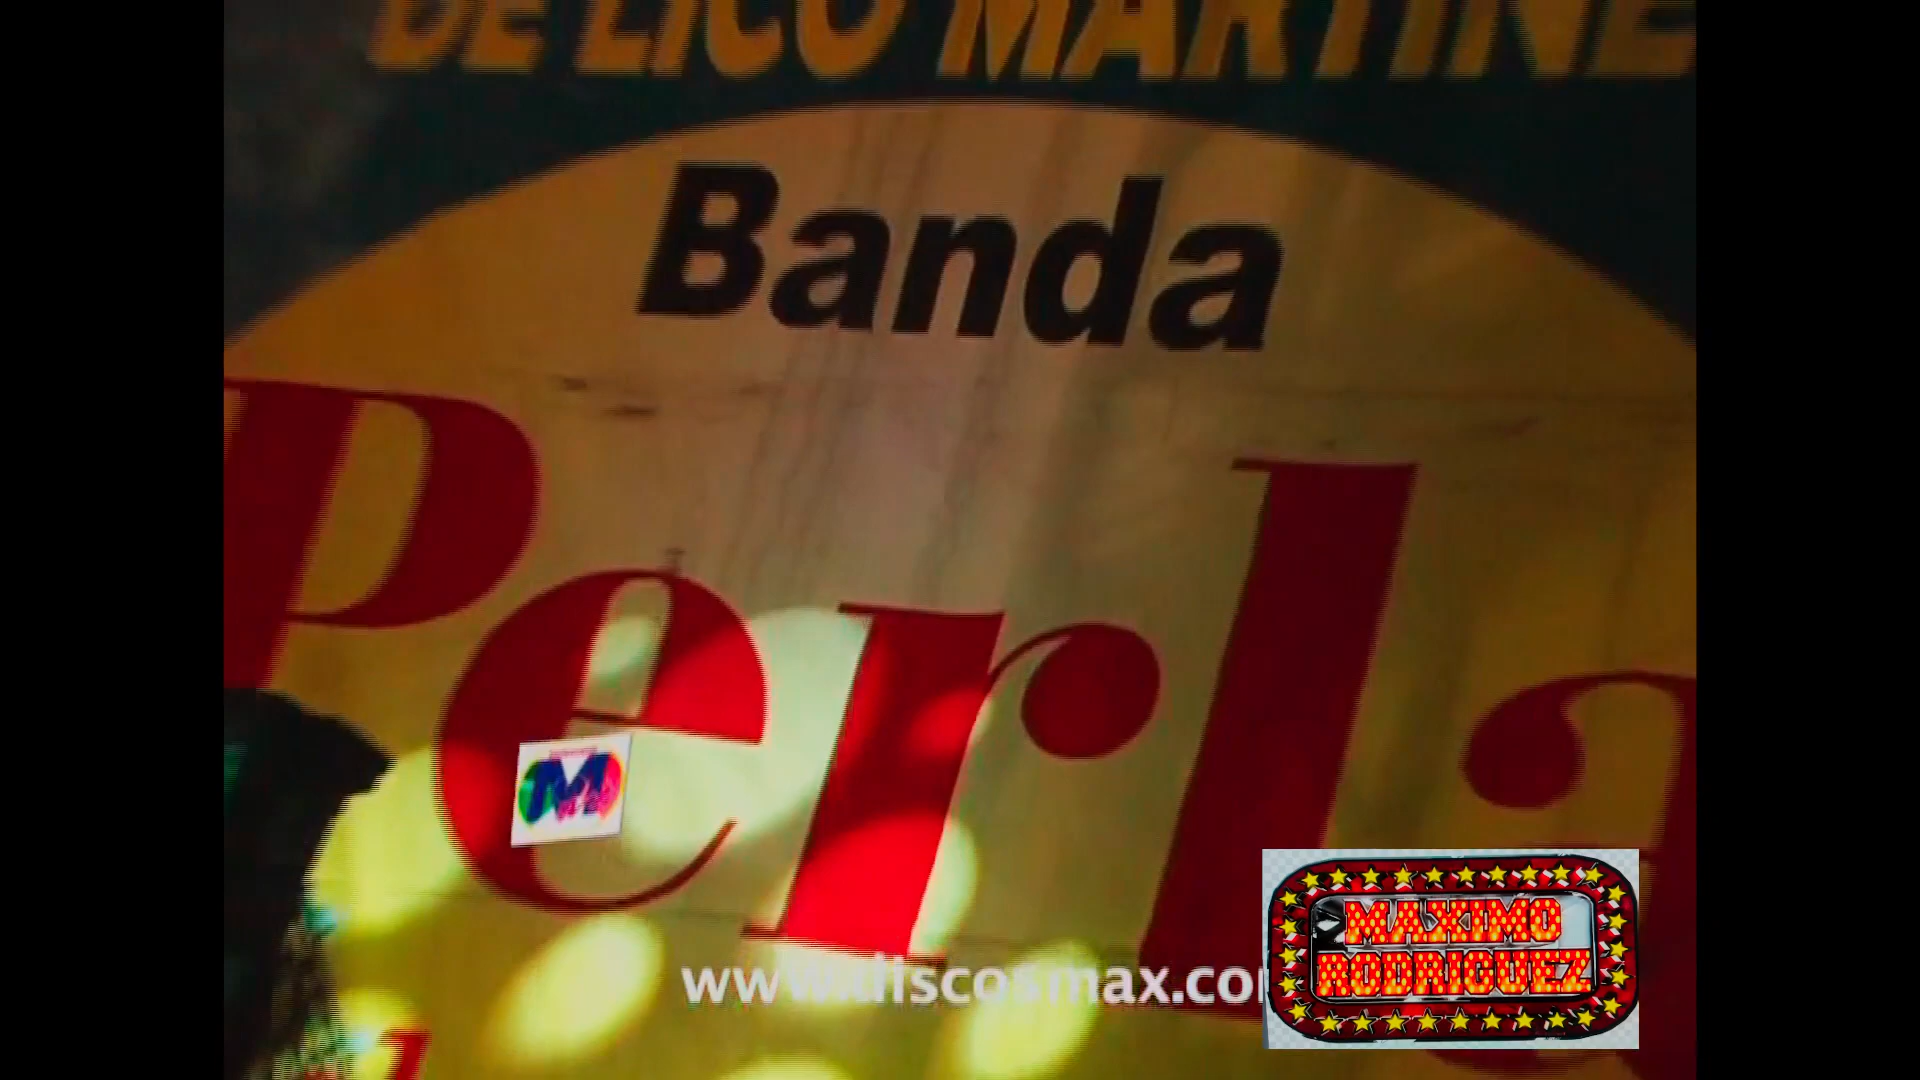 DE LICO MARTINE
Banda
Perla
M
www.discosmax.co
MAXIMO
RODRIGUEZ